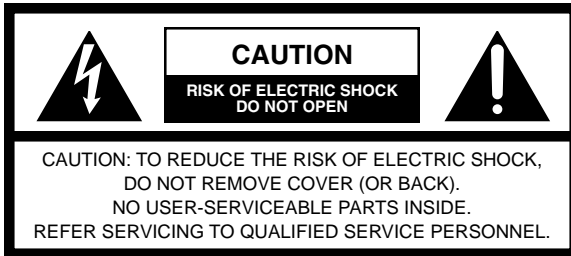 CAUTION
RISK OF ELECTRIC SHOCK
DO NOT OPEN
CAUTION: TO REDUCE THE RISK OF ELECTRIC SHOCK,
DO NOT REMOVE COVER (OR BACK).
NO USER-SERVICEABLE PARTS INSIDE.
REFER SERVICING TO QUALIFIED SERVICE PERSONNEL.